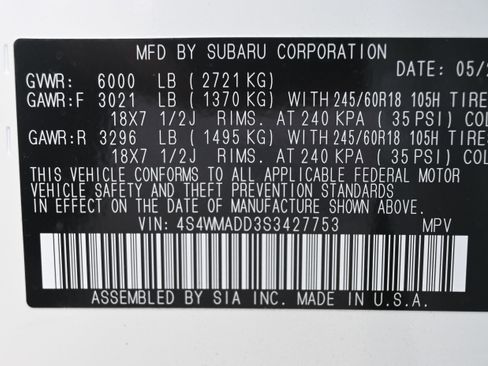 MFD BY SUBARU CORPORATION
DATE: 05/2
GVWR: 6000 LB ( 2721 KG)
GAWR:F 3021 LB ( 1370 KG) WITH 245/60R18 105H TIRE
18X7 1/2J RIMS. AT 240 KPA ( 35 PSI) COL
GAWR:R 3296 LB ( 1495 KG) WITH 245/60R18 105H TIRE
18X7 1/2J RIMS. AT 240 KPA ( 35 PSI) COL
THIS VEHICLE CONFORMS TO ALL APPLICABLE FEDERAL MOTOR
VEHICLE SAFETY AND THEFT PREVENTION STANDARDS
IN EFFECT ON THE DATE OF MANUFACTURE SHOWN ABOVE.
VIN: 4S4WMADD3S3427753 MPV
ASSEMBLED BY SIA INC. MADE IN U.S.A.